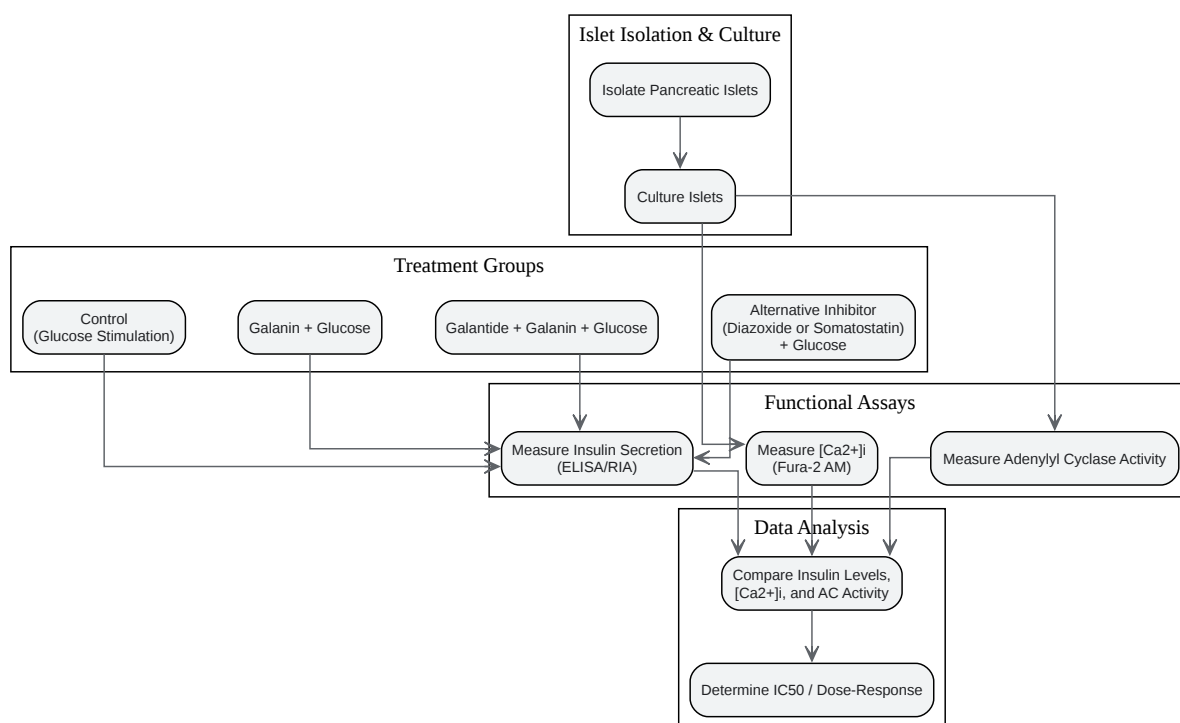 Islet Isolation & Culture
Isolate Pancreatic Islets
Culture Islets
Treatment Groups
Control
(Glucose Stimulation)
Galanin + Glucose
Galantide + Galanin + Glucose
Alternative Inhibitor
(Diazoxide or Somatostatin)
+ Glucose
Functional Assays
Measure Insulin Secretion
(ELISA/RIA)
Measure [Ca2+]i
(Fura-2 AM)
Measure Adenylyl Cyclase Activity
Data Analysis
Compare Insulin Levels,
[Ca2+]i, and AC Activity
Determine IC50 / Dose-Response